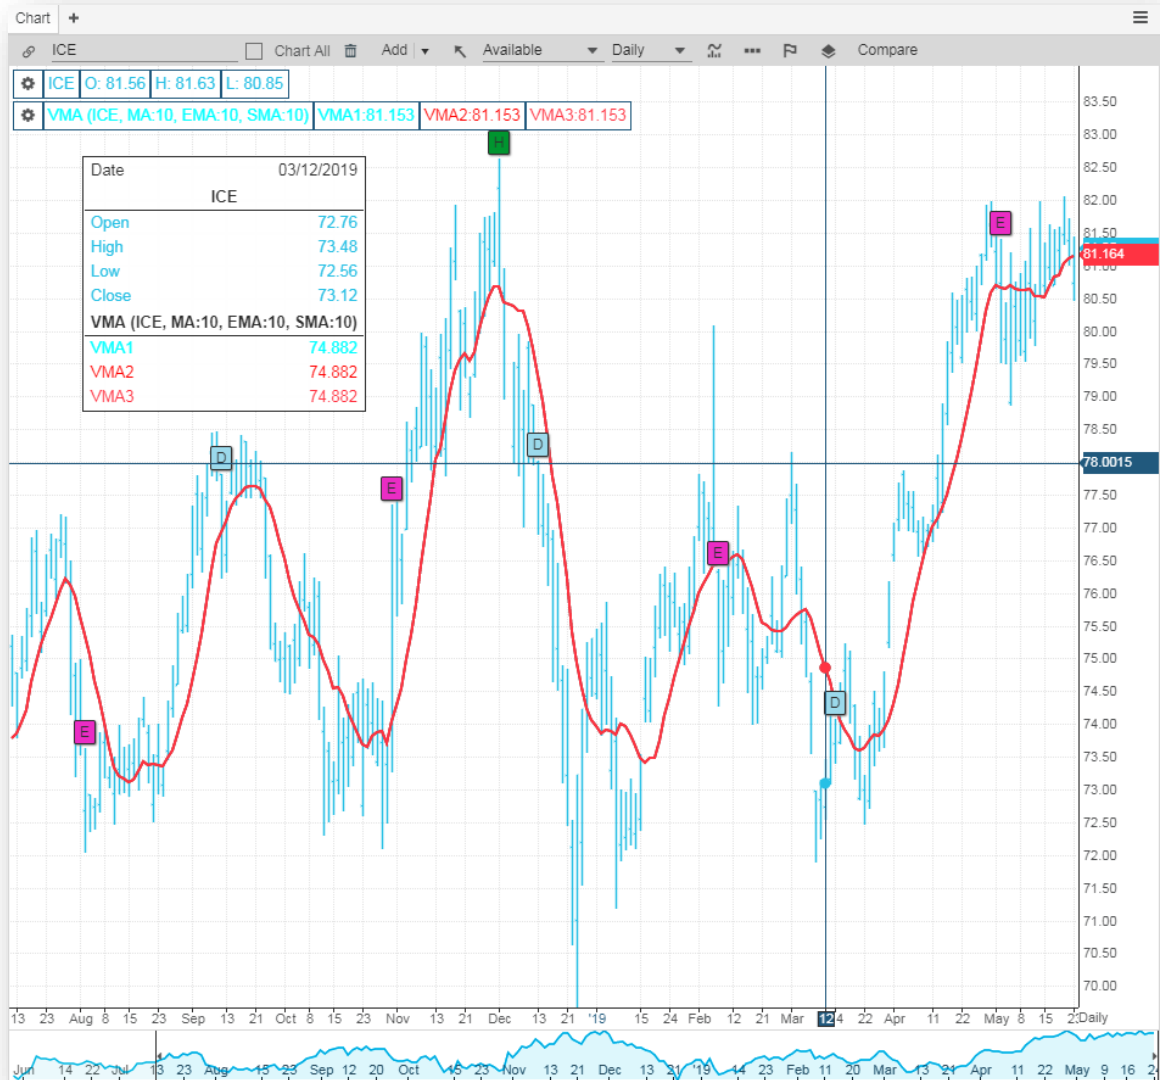 Chart +
ICE Chart All Add Available Daily Compare
ICE O: 81.56 H: 81.63 L: 80.85
VMA (ICE, MA:10, EMA:10, SMA:10) VMA1:81.153 VMA2:81.153 VMA3:81.153
Date 03/12/2019
ICE
Open 72.76
High 73.48
Low 72.56
Close 73.12
VMA (ICE, MA:10, EMA:10, SMA:10)
VMA1 74.882
VMA2 74.882
VMA3 74.882
H
E
D
D
E
E
D
E
83.50
83.00
82.50
82.00
81.50
81.164
81.00
80.50
80.00
79.50
79.00
78.50
78.0015
77.50
77.00
76.50
76.00
75.50
75.00
74.50
74.00
73.50
73.00
72.50
72.00
71.50
71.00
70.50
70.00
13 23 Aug 8 15 23 Sep 13 21 Oct 8 15 23 Nov 13 21 Dec 13 21 '19 15 24 Feb 12 21 Mar 12 4 22 Apr 11 22 May 8 15 Daily
Jun 14 22 Jul 13 23 Aug 15 23 Sep 12 20 Oct 15 23 Nov 13 21 Dec 13 21 '19 14 23 Feb 11 20 Mar 13 21 Apr 11 22 May 9 16